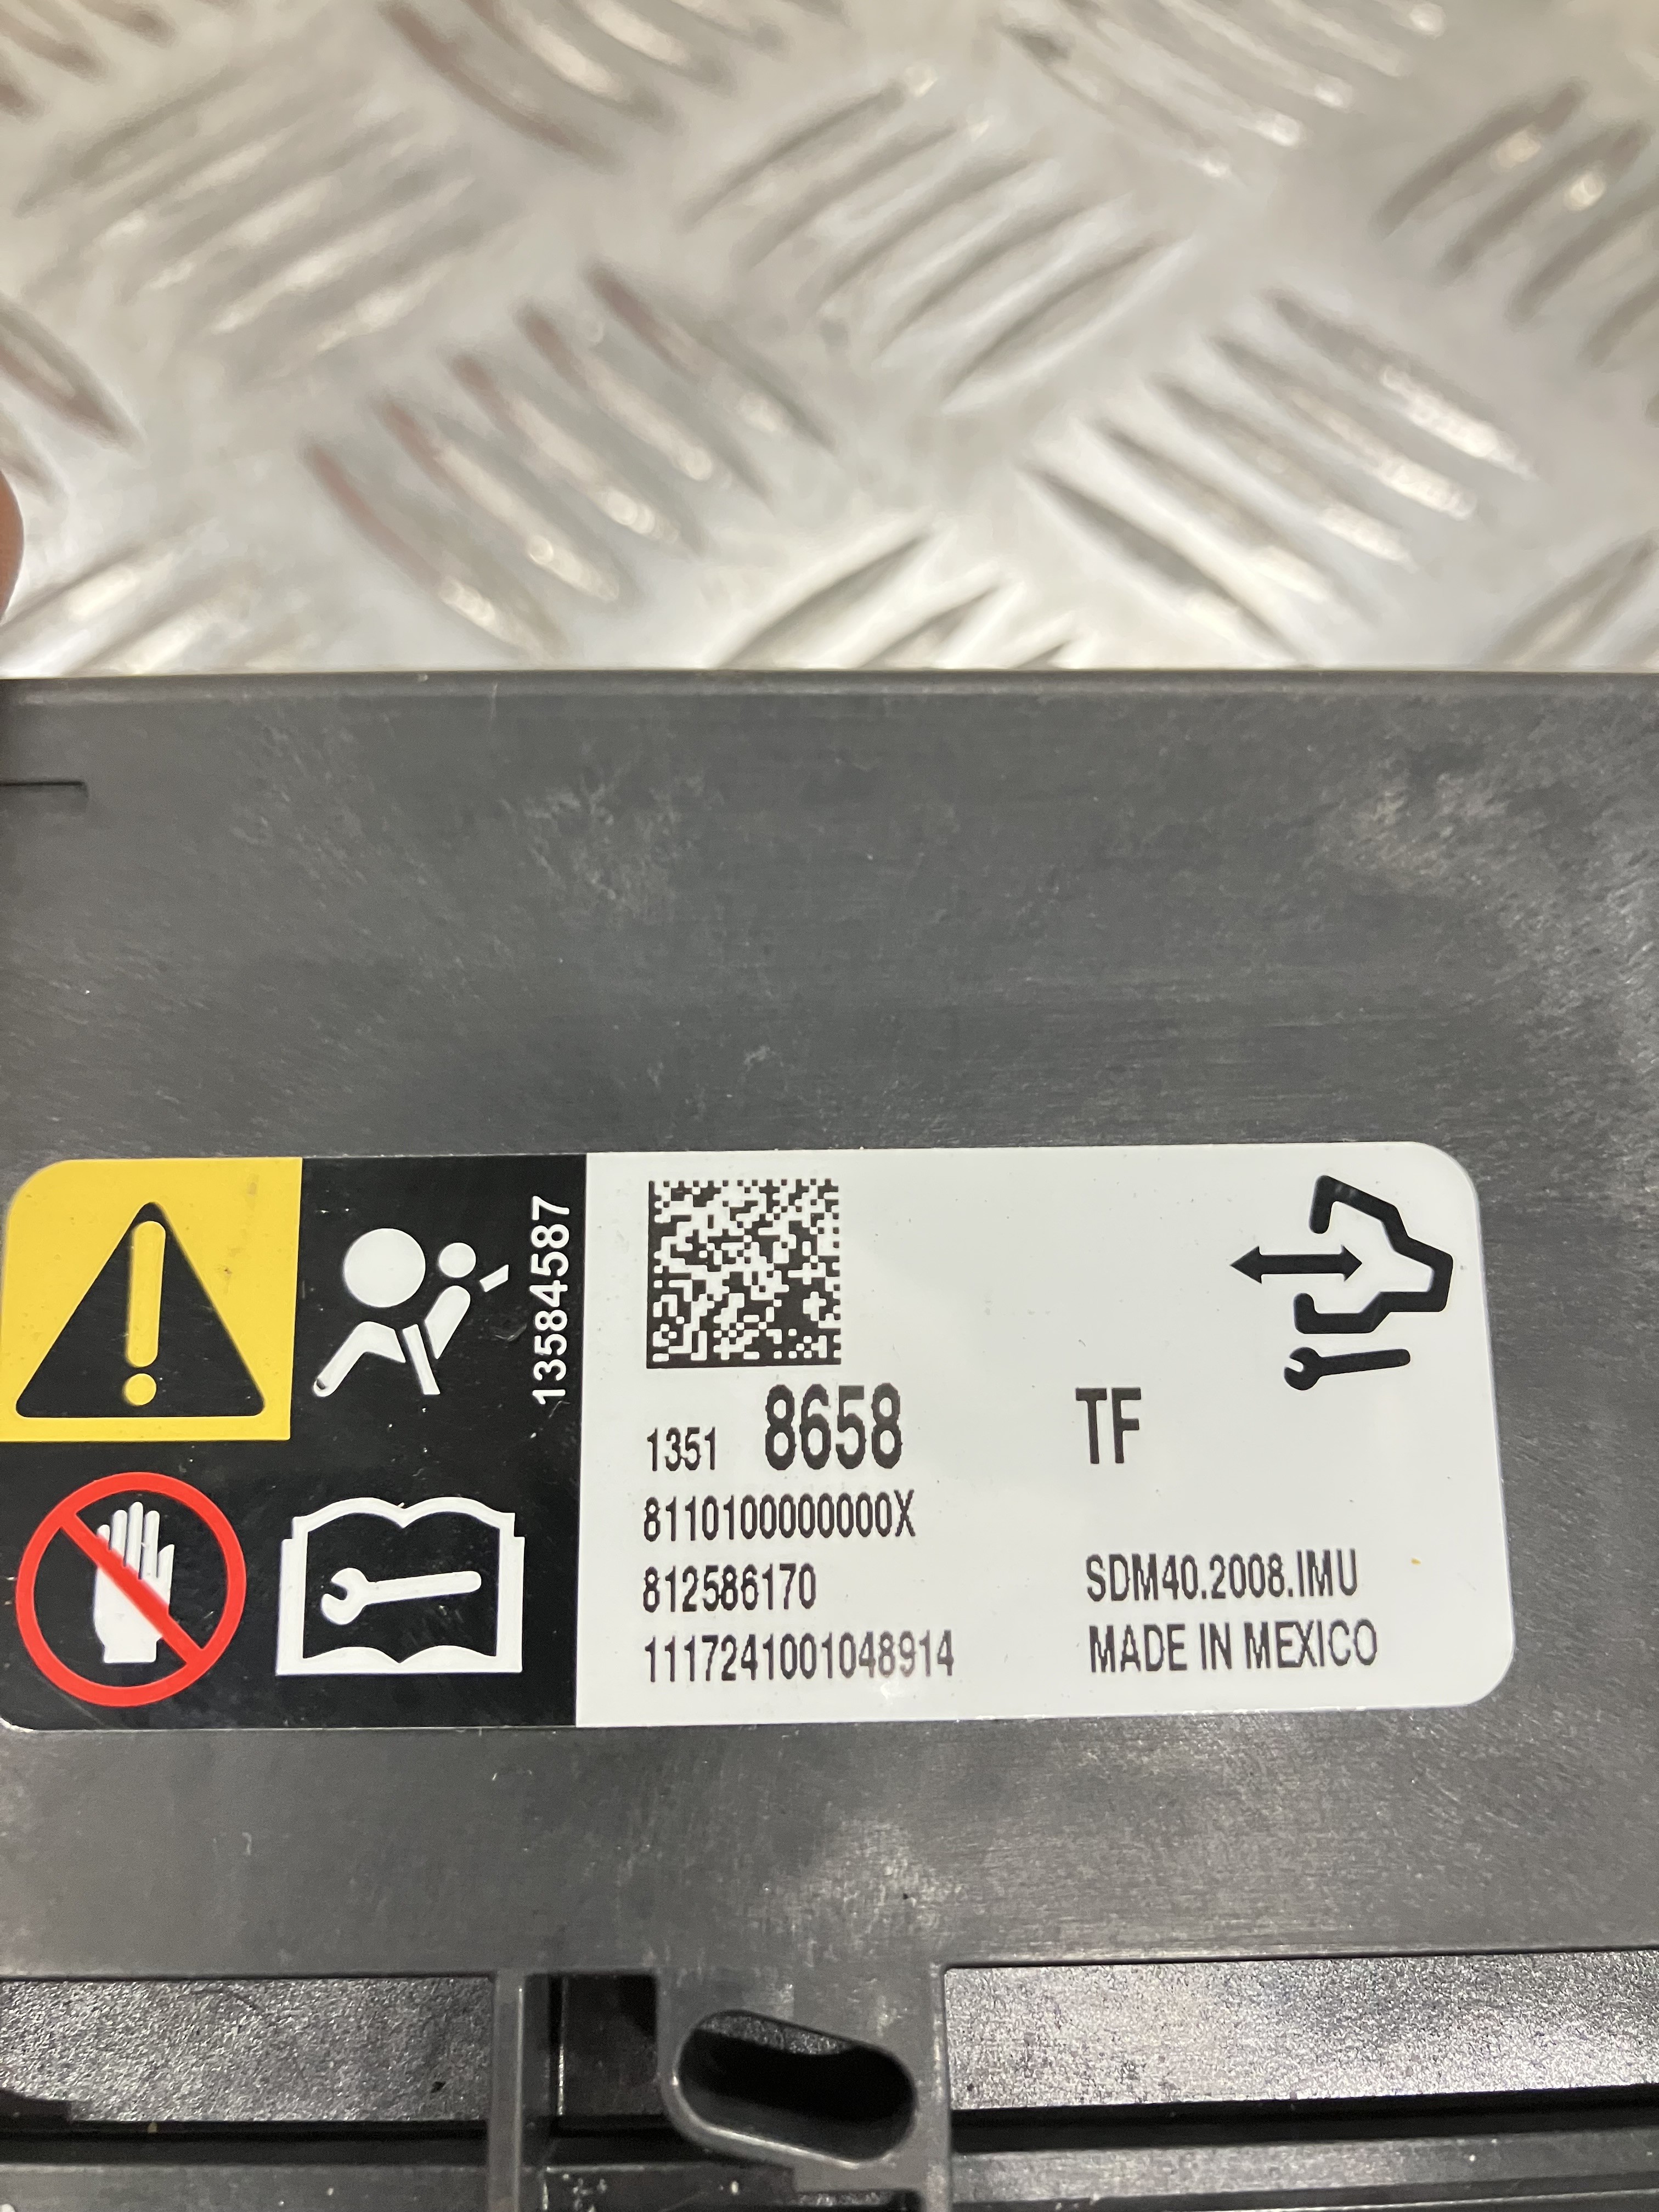 13584587
1351 8658 TF
8110100000000X
812586170 SDM40.2008.IMU
1117241001048914 MADE IN MEXICO